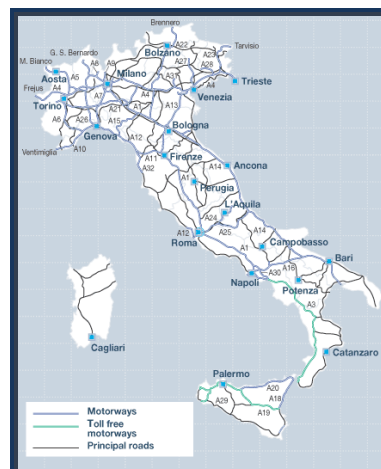 Brennero
G. S. Bernardo
Bolzano
A22
A23
Tarvisio
M. Bianco
A8
A9
A27
A28
Aosta
A5
Milano
A31
A4
Trieste
Frejus
A4
A7
A4
Venezia
Torino
A21
A1
A13
A6
A26
A15
Bologna
Genova
A12
Ventimiglia
A10
A11
Firenze
A32
A1
A14
Ancona
Perugia
L'Aquila
A24
A12
Roma
A25
A14
A1
Campobasso
A16
Bari
Napoli
A30
Potenza
A3
Cagliari
Catanzaro
Palermo
A20
A29
A18
A19
Motorways
Toll free
motorways
Principal roads